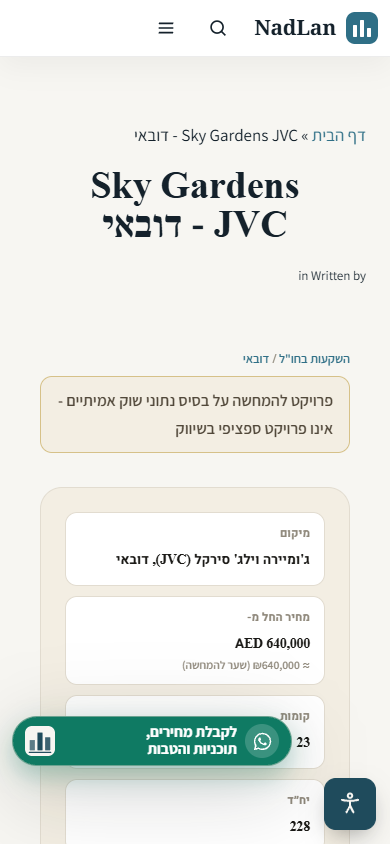 NadLan
דף הבית » Sky Gardens JVC - דובאי
Sky Gardens
JVC - דובאי
in Written by
השקעות בחו"ל / דובאי
פרויקט להמחשה על בסיס נתוני שוק אמיתיים -
אינו פרויקט ספציפי בשיווק
מיקום
ג'ומיירה וילג' סירקל (JVC), דובאי
מחיר החל מ-
AED 640,000
≈ ₪640,000 (שער להמחשה)
קומות
23
לקבלת מחירים,
תוכניות והטבות
יח"ד
228